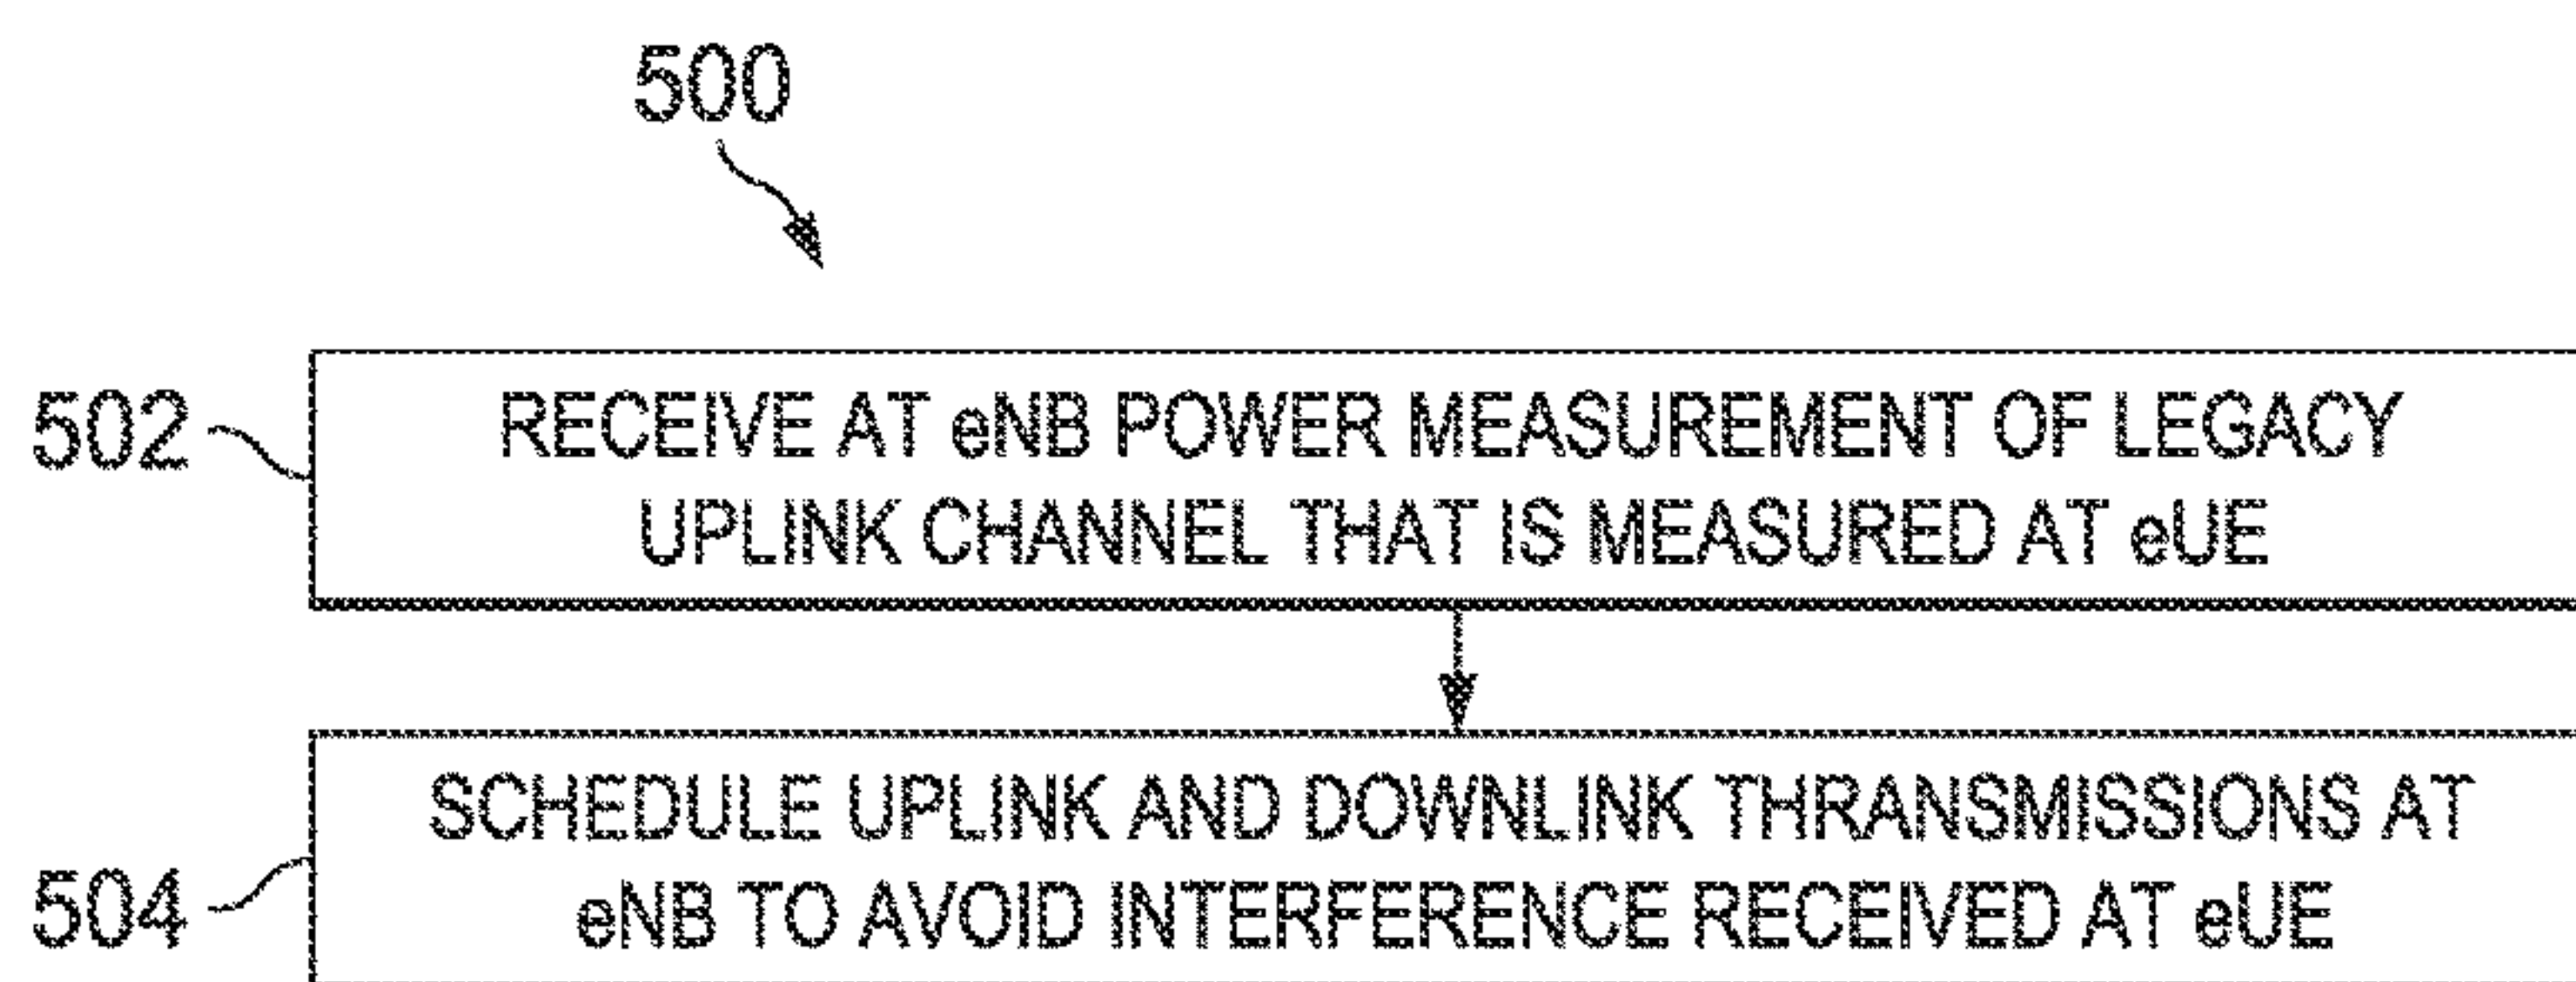 500
502
RECEIVE AT eNB POWER MEASUREMENT OF LEGACY
UPLINK CHANNEL THAT IS MEASURED AT eUE
504
SCHEDULE UPLINK AND DOWNLINK THRANSMISSIONS AT
eNB TO AVOID INTERFERENCE RECEIVED AT eUE